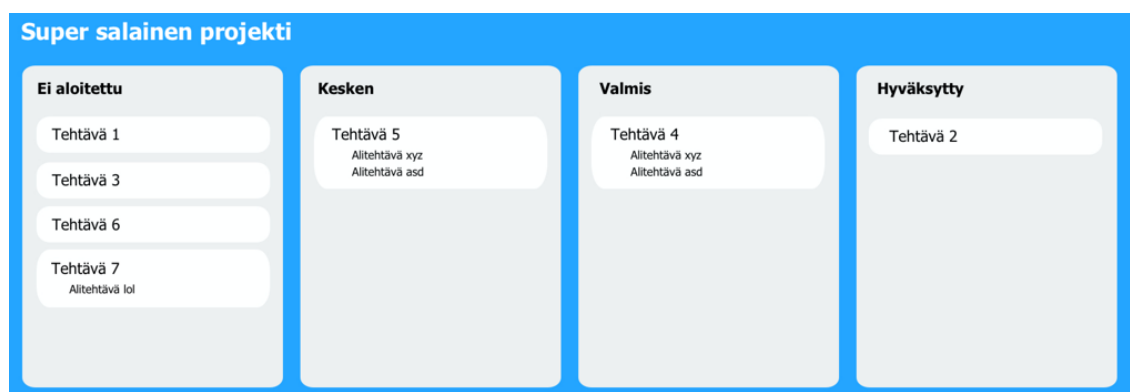 Super salainen projekti
Ei aloitettu
Tehtävä 1
Tehtävä 3
Tehtävä 6
Tehtävä 7
Alitehtävä lol
Kesken
Tehtävä 5
Alitehtävä xyz
Alitehtävä asd
Valmis
Tehtävä 4
Alitehtävä xyz
Alitehtävä asd
Hyväksytty
Tehtävä 2